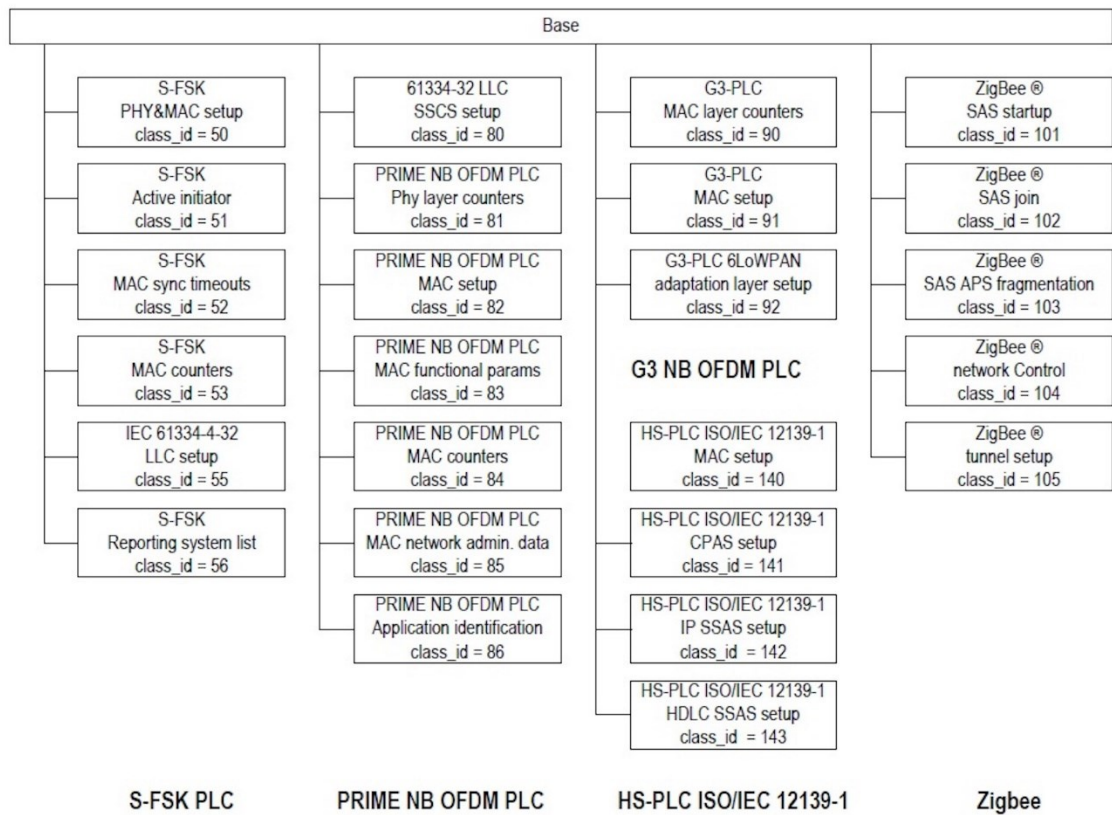 Base
S-FSK
PHY&MAC setup
class_id = 50
S-FSK
Active initiator
class_id = 51
S-FSK
MAC sync timeouts
class_id = 52
S-FSK
MAC counters
class_id = 53
IEC 61334-4-32
LLC setup
class_id = 55
S-FSK
Reporting system list
class_id = 56
S-FSK PLC
61334-32 LLC
SSCS setup
class_id = 80
PRIME NB OFDM PLC
Phy layer counters
class_id = 81
PRIME NB OFDM PLC
MAC setup
class_id = 82
PRIME NB OFDM PLC
MAC functional params
class_id = 83
PRIME NB OFDM PLC
MAC counters
class_id = 84
PRIME NB OFDM PLC
MAC network admin. data
class_id = 85
PRIME NB OFDM PLC
Application identification
class_id = 86
PRIME NB OFDM PLC
G3-PLC
MAC layer counters
class_id = 90
G3-PLC
MAC setup
class_id = 91
G3-PLC 6LoWPAN
adaptation layer setup
class_id = 92
G3 NB OFDM PLC
HS-PLC ISO/IEC 12139-1
MAC setup
class_id = 140
HS-PLC ISO/IEC 12139-1
CPAS setup
class_id = 141
HS-PLC ISO/IEC 12139-1
IP SSAS setup
class_id = 142
HS-PLC ISO/IEC 12139-1
HDLC SSAS setup
class_id = 143
HS-PLC ISO/IEC 12139-1
ZigBee ®
SAS startup
class_id = 101
ZigBee ®
SAS join
class_id = 102
ZigBee ®
SAS APS fragmentation
class_id = 103
ZigBee ®
network Control
class_id = 104
ZigBee ®
tunnel setup
class_id = 105
Zigbee